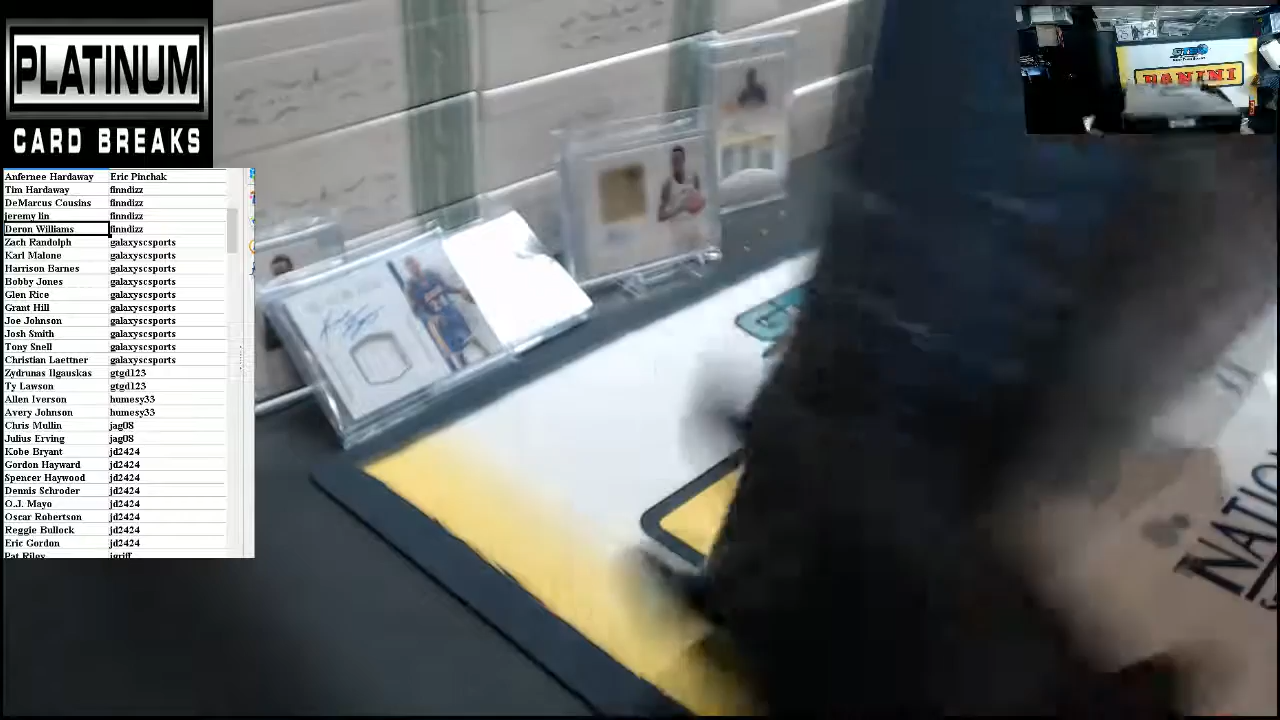 PLATINUM
CARD BREAKS
Anfernee Hardaway Eric Pinchak
Tim Hardaway finndizz
DeMarcus Cousins finndizz
jeremy lin finndizz
Deron Williams finndizz
Zach Randolph galaxyscsports
Karl Malone galaxyscsports
Harrison Barnes galaxyscsports
Bobby Jones galaxyscsports
Glen Rice galaxyscsports
Grant Hill galaxyscsports
Joe Johnson galaxyscsports
Josh Smith galaxyscsports
Tony Snell galaxyscsports
Christian Laettner galaxyscsports
Zydrunas Ilgauskas gtgd123
Ty Lawson gtgd123
Allen Iverson humesy33
Avery Johnson humesy33
Chris Mullin jag08
Julius Erving jag08
Kobe Bryant jd2424
Gordon Hayward jd2424
Spencer Haywood jd2424
Dennis Schroder jd2424
O.J. Mayo jd2424
Oscar Robertson jd2424
Reggie Bullock jd2424
Eric Gordon jd2424
Pat Riley jgriff
PANINI
NATIO